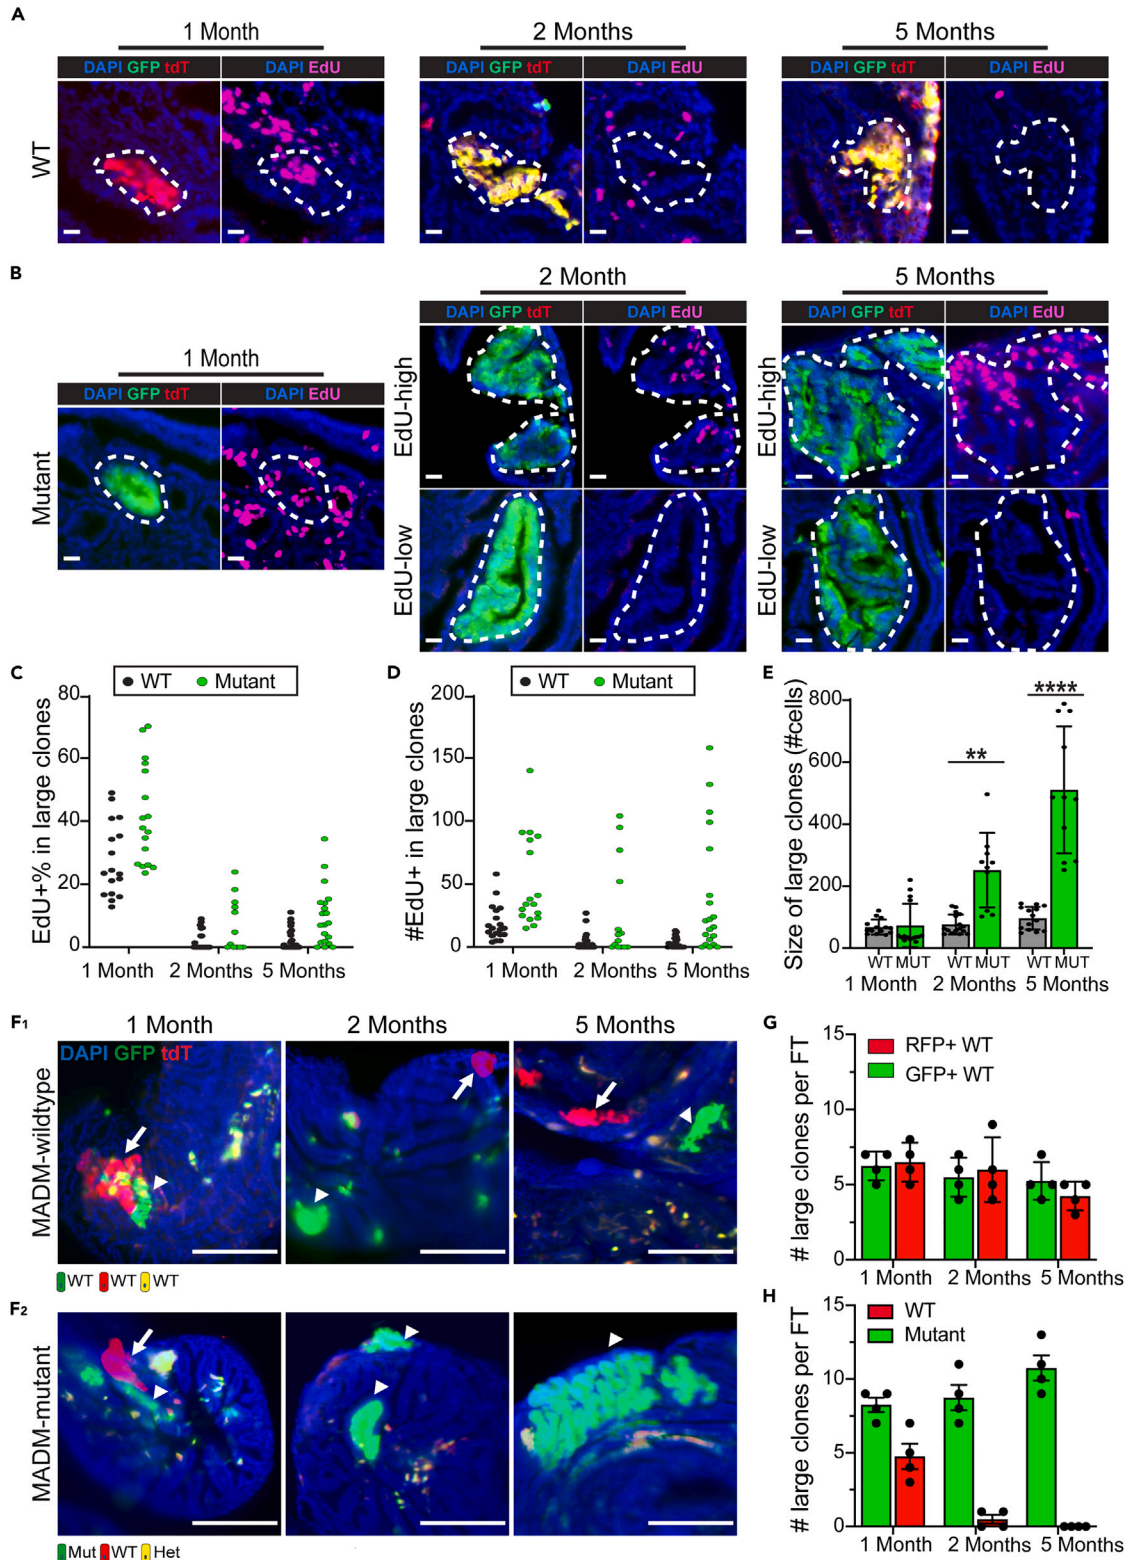 A
1 Month
2 Months
5 Months
DAPI GFP tdT
DAPI EdU
DAPI GFP tdT
DAPI EdU
DAPI GFP tdT
DAPI EdU
WT
B
2 Month
5 Months
1 Month
DAPI GFP tdT
DAPI EdU
DAPI GFP tdT
DAPI EdU
DAPI GFP tdT
DAPI EdU
Mutant
EdU-high
EdU-high
EdU-low
EdU-low
C
WT
Mutant
EdU+% in large clones
80
60
40
20
0
1 Month
2 Months
5 Months
D
WT
Mutant
#EdU+ in large clones
200
150
100
50
0
1 Month
2 Months
5 Months
E
Size of large clones (#cells)
800
600
400
200
0
**
****
WT MUT
WT MUT
WT MUT
1 Month
2 Months
5 Months
F1
1 Month
2 Months
5 Months
DAPI GFP tdT
MADM-wildtype
WT WT WT
F2
MADM-mutant
Mut WT Het
G
RFP+ WT
GFP+ WT
# large clones per FT
15
10
5
0
1 Month
2 Months
5 Months
H
WT
Mutant
# large clones per FT
15
10
5
0
1 Month
2 Months
5 Months